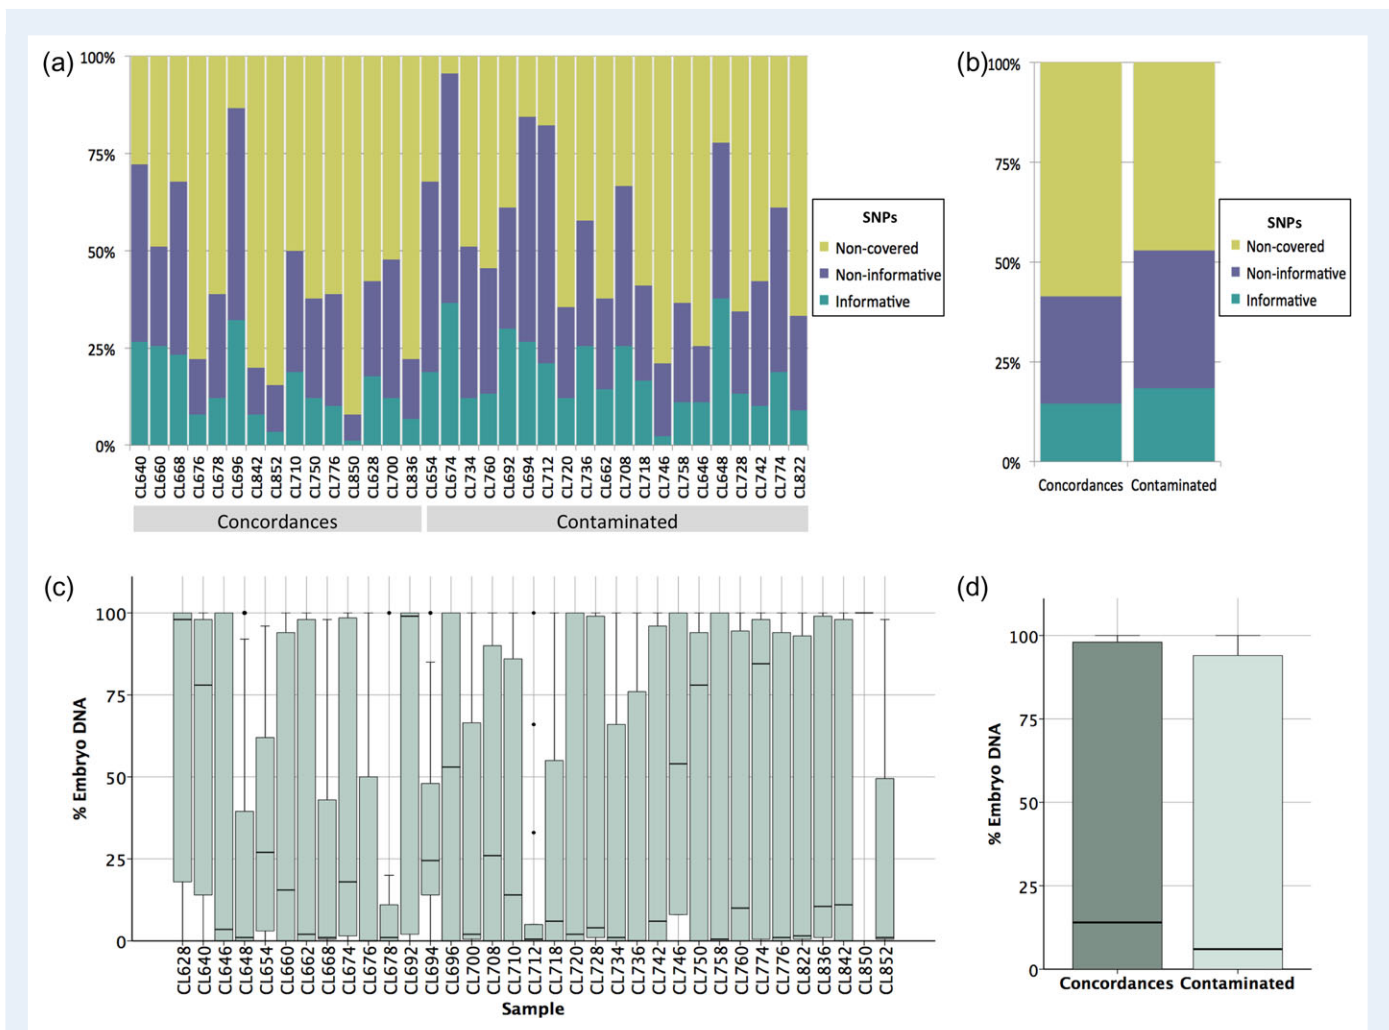 (a)
100%
75%
50%
25%
0%
CL640 CL660 CL668 CL676 CL678 CL696 CL842 CL852 CL710 CL750 CL776 CL850 CL628 CL700 CL836 CL654 CL674 CL734 CL760 CL692 CL694 CL712 CL720 CL736 CL662 CL708 CL718 CL746 CL758 CL646 CL648 CL728 CL742 CL774 CL822
Concordances Contaminated
SNPs
Non-covered
Non-informative
Informative
(b)
100%
75%
50%
25%
0%
Concordances Contaminated
SNPs
Non-covered
Non-informative
Informative
(c)
% Embryo DNA
100
75
50
25
0
CL628 CL640 CL646 CL648 CL654 CL660 CL662 CL668 CL674 CL676 CL678 CL692 CL694 CL696 CL700 CL708 CL710 CL712 CL718 CL720 CL728 CL734 CL736 CL742 CL746 CL750 CL758 CL760 CL774 CL776 CL822 CL836 CL842 CL850 CL852
Sample
(d)
% Embryo DNA
100
75
50
25
0
Concordances Contaminated